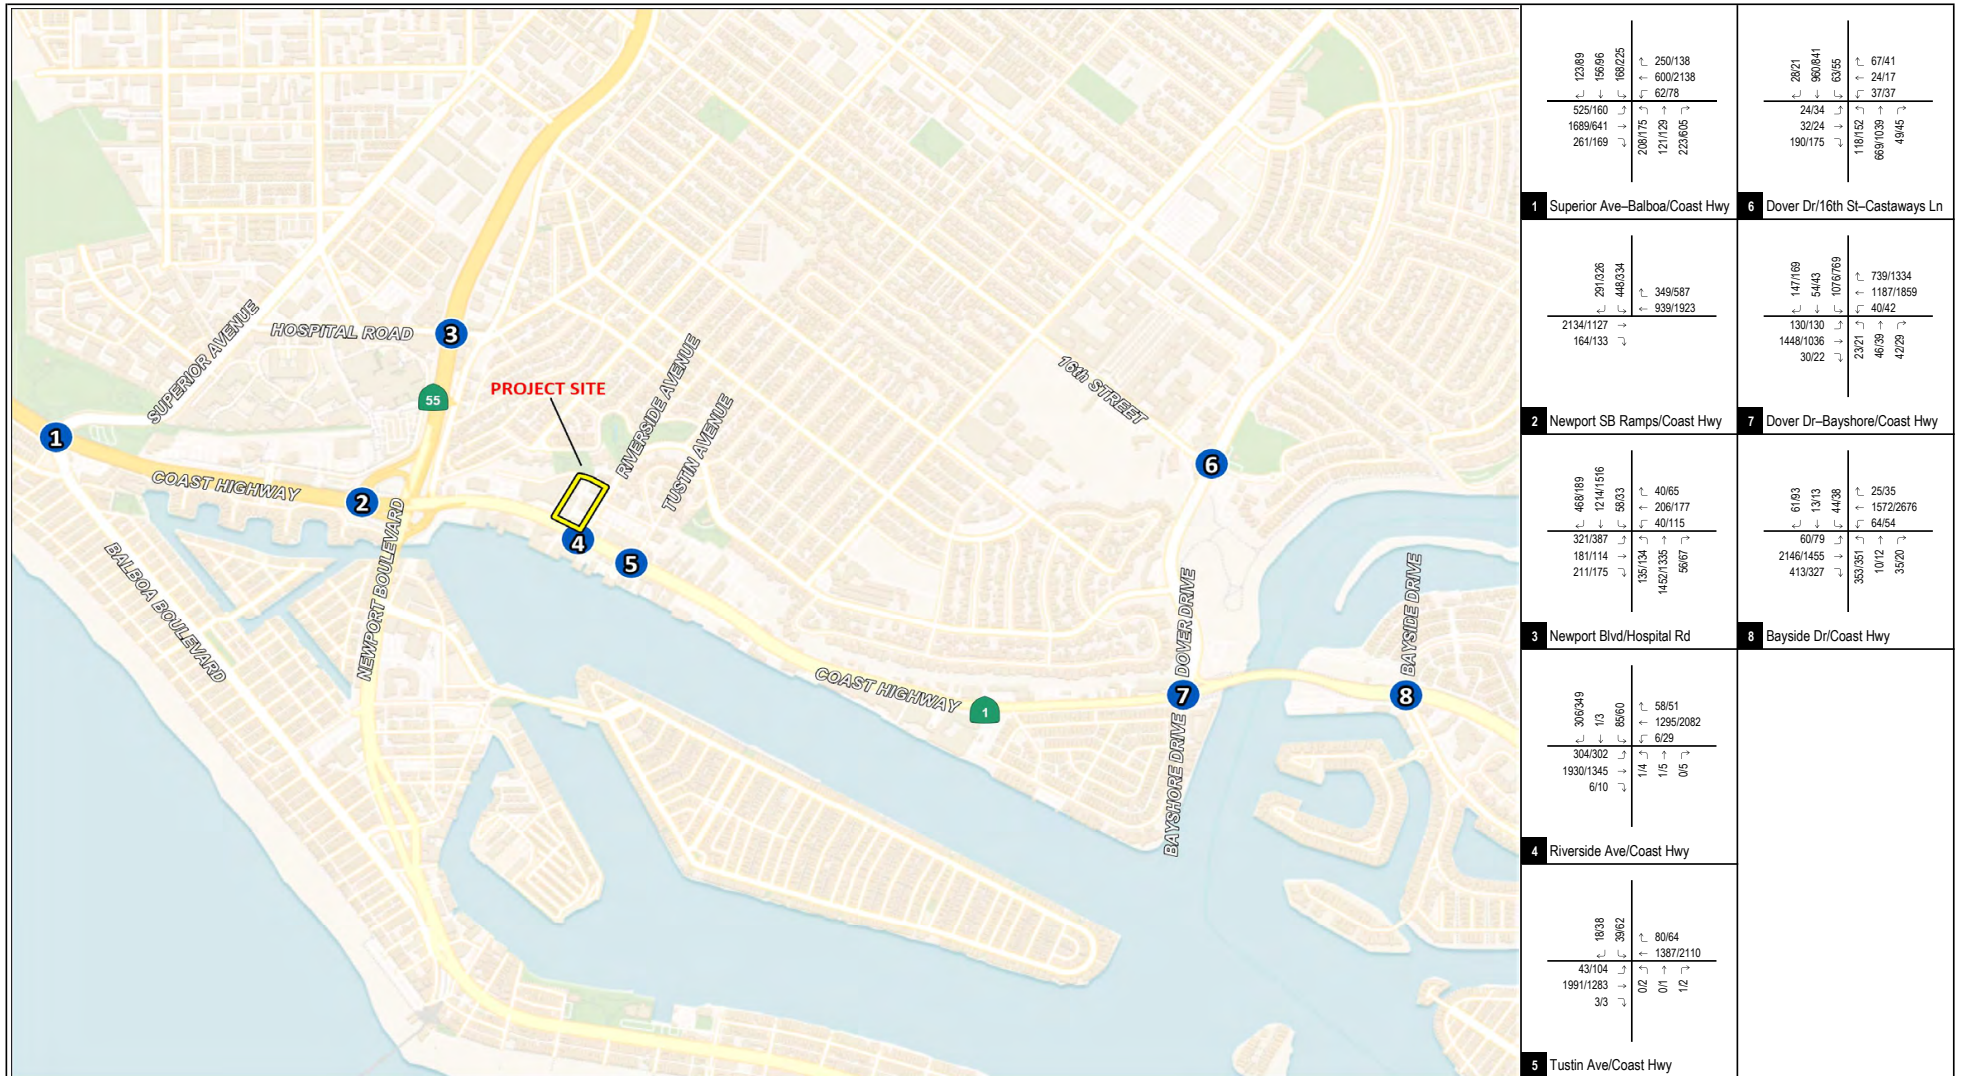 HOSPITAL ROAD
SUPERIOR AVENUE
3
55
PROJECT SITE
RIVERSIDE AVENUE
TUSTIN AVENUE
16th STREET
1
6
COAST HIGHWAY
2
4
5
NEWPORT BOULEVARD
BALBOA BOULEVARD
DOVER DRIVE
BAYSIDE DRIVE
COAST HIGHWAY
1
7
8
BAYSHORE DRIVE
123/89 156/96 168/225
250/138
600/2138
62/78
525/160
1689/641
261/169
208/175 121/129 223/605
1 Superior Ave–Balboa/Coast Hwy
28/21 960/841 63/55
67/41
24/17
37/37
24/34
32/24
190/175
118/152 669/1039 49/45
6 Dover Dr/16th St–Castaways Ln
291/326 448/334
349/587
939/1923
2134/1127
164/133
2 Newport SB Ramps/Coast Hwy
147/169 54/43 1076/769
739/1334
1187/1859
40/42
130/130
1448/1036
30/22
23/21 46/39 42/29
7 Dover Dr–Bayshore/Coast Hwy
468/189 1214/1516 58/33
40/65
206/177
40/115
321/387
181/114
211/175
135/134 1452/1335 56/67
3 Newport Blvd/Hospital Rd
61/93 13/13 44/38
25/35
1572/2676
64/54
60/79
2146/1455
413/327
353/351 10/12 35/20
8 Bayside Dr/Coast Hwy
306/349 1/3 85/60
58/51
1295/2082
6/29
304/302
1930/1345
6/10
1/4 1/5 0/5
4 Riverside Ave/Coast Hwy
18/38 39/62
80/64
1387/2110
43/104
1991/1283
3/3
0/2 0/1 1/2
5 Tustin Ave/Coast Hwy